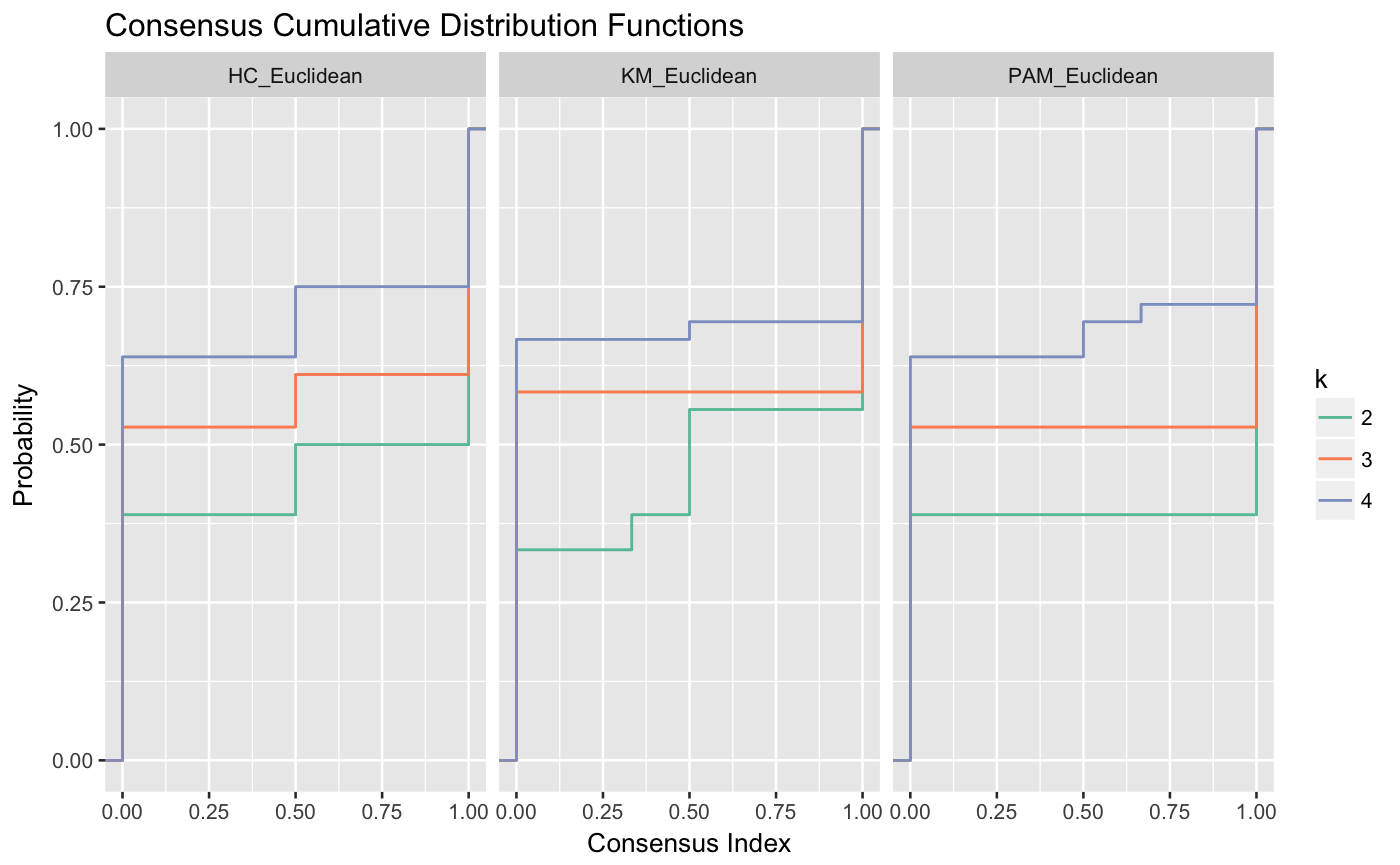 Consensus Cumulative Distribution Functions
HC_Euclidean KM_Euclidean PAM_Euclidean
1.00
0.75
0.50
0.25
0.00
Probability
0.00 0.25 0.50 0.75 1.00 0.00 0.25 0.50 0.75 1.00 0.00 0.25 0.50 0.75 1.00
Consensus Index
k
2
3
4